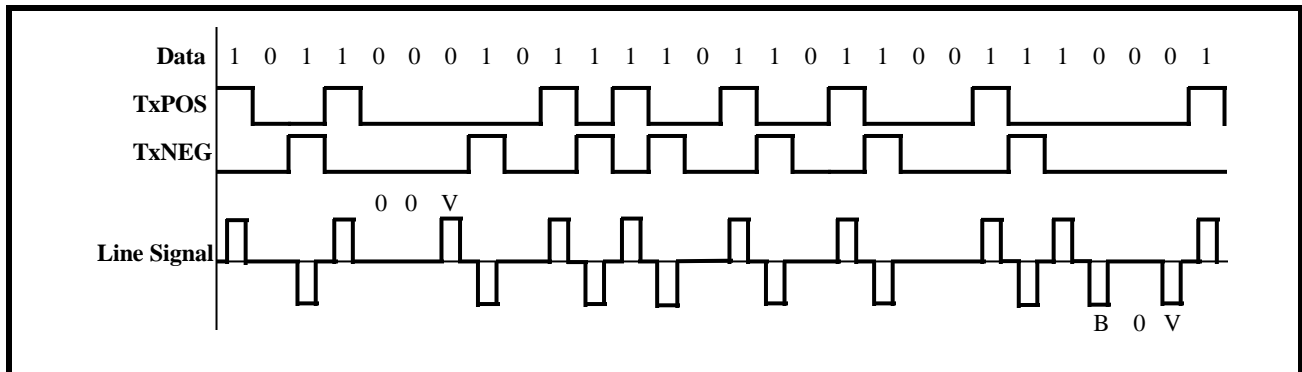 Data 1 0 1 1 0 0 0 1 0 1 1 1 1 0 1 1 0 1 1 0 0 1 1 1 0 0 0 1
TxPOS
TxNEG
0 0 V
Line Signal
B 0 V